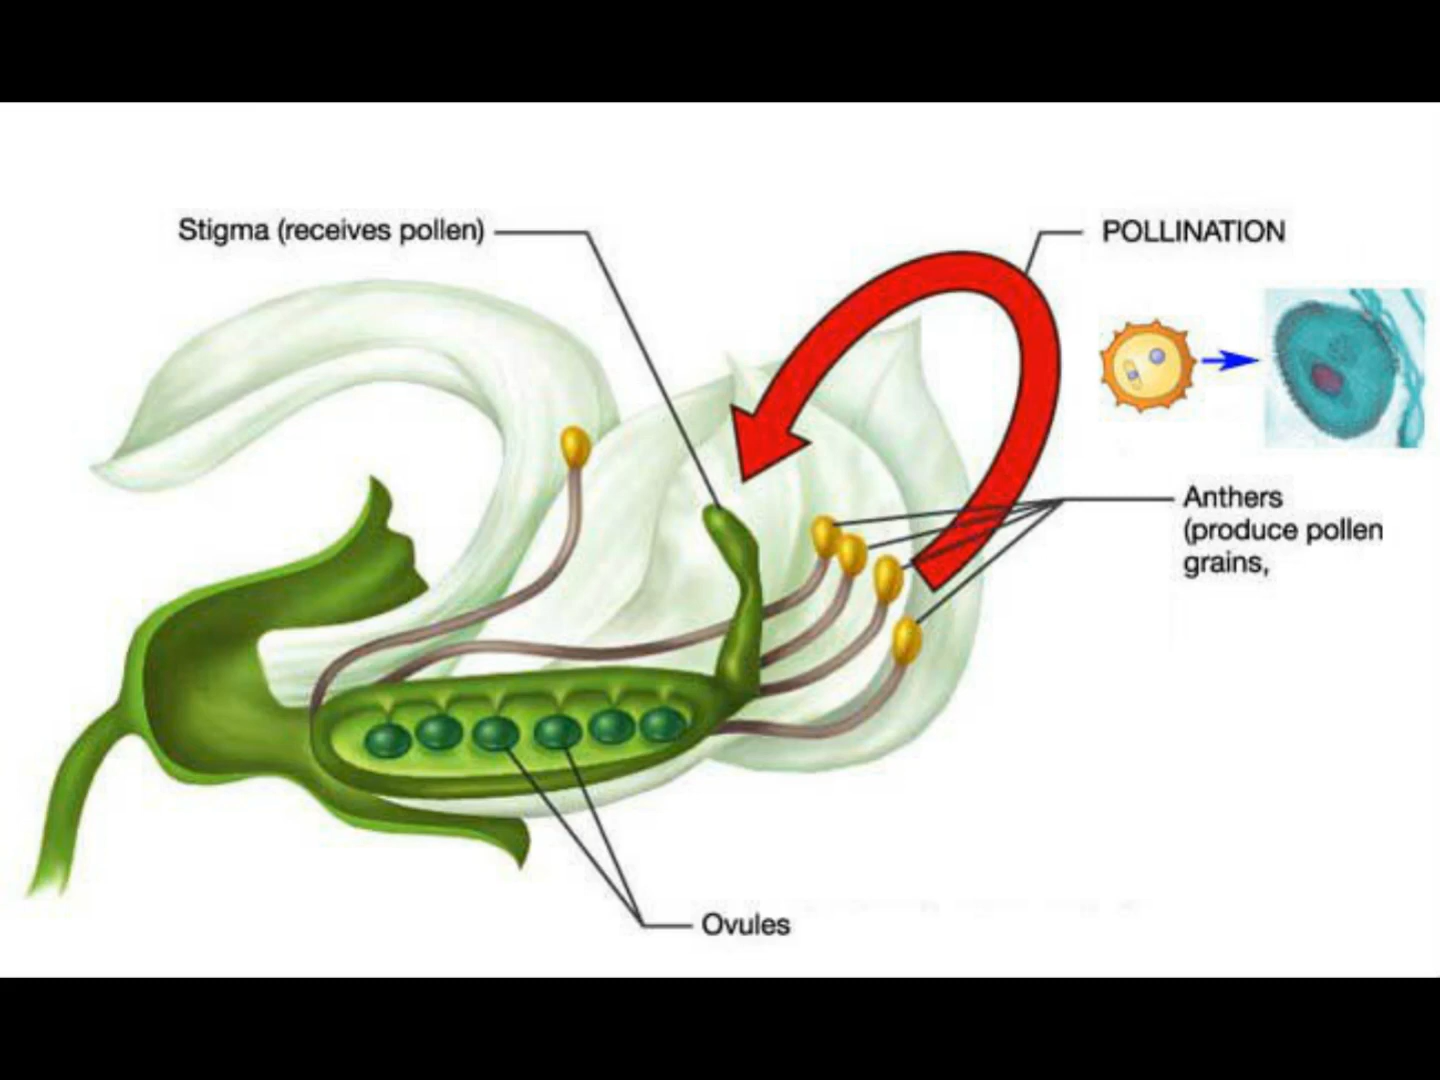 Stigma (receives pollen)
POLLINATION
Anthers
(produce pollen
grains,
Ovules